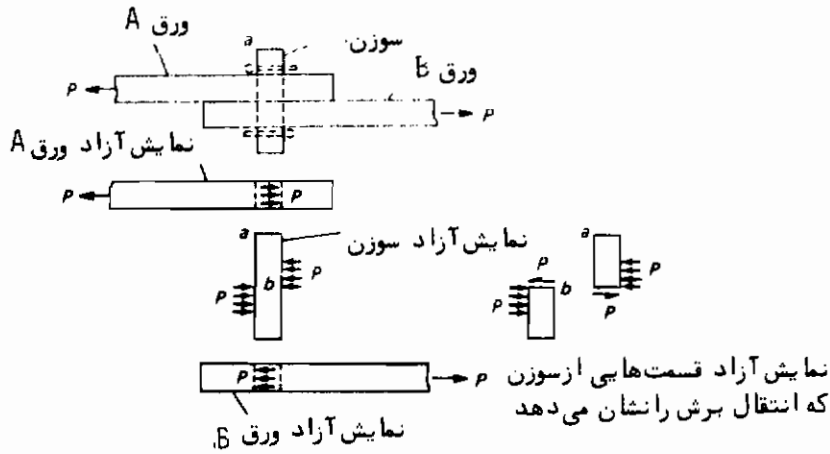 ورق A
a
سوزن
ورق B
P
P
نمایش آزاد ورق A
P
P
a
نمایش آزاد سوزن
P
b
P
a
P
P
b
P
P
P
P
نمایش آزاد ورق B
نمایش آزاد قسمت‌هایی از سوزن
که انتقال برش را نشان می‌دهد